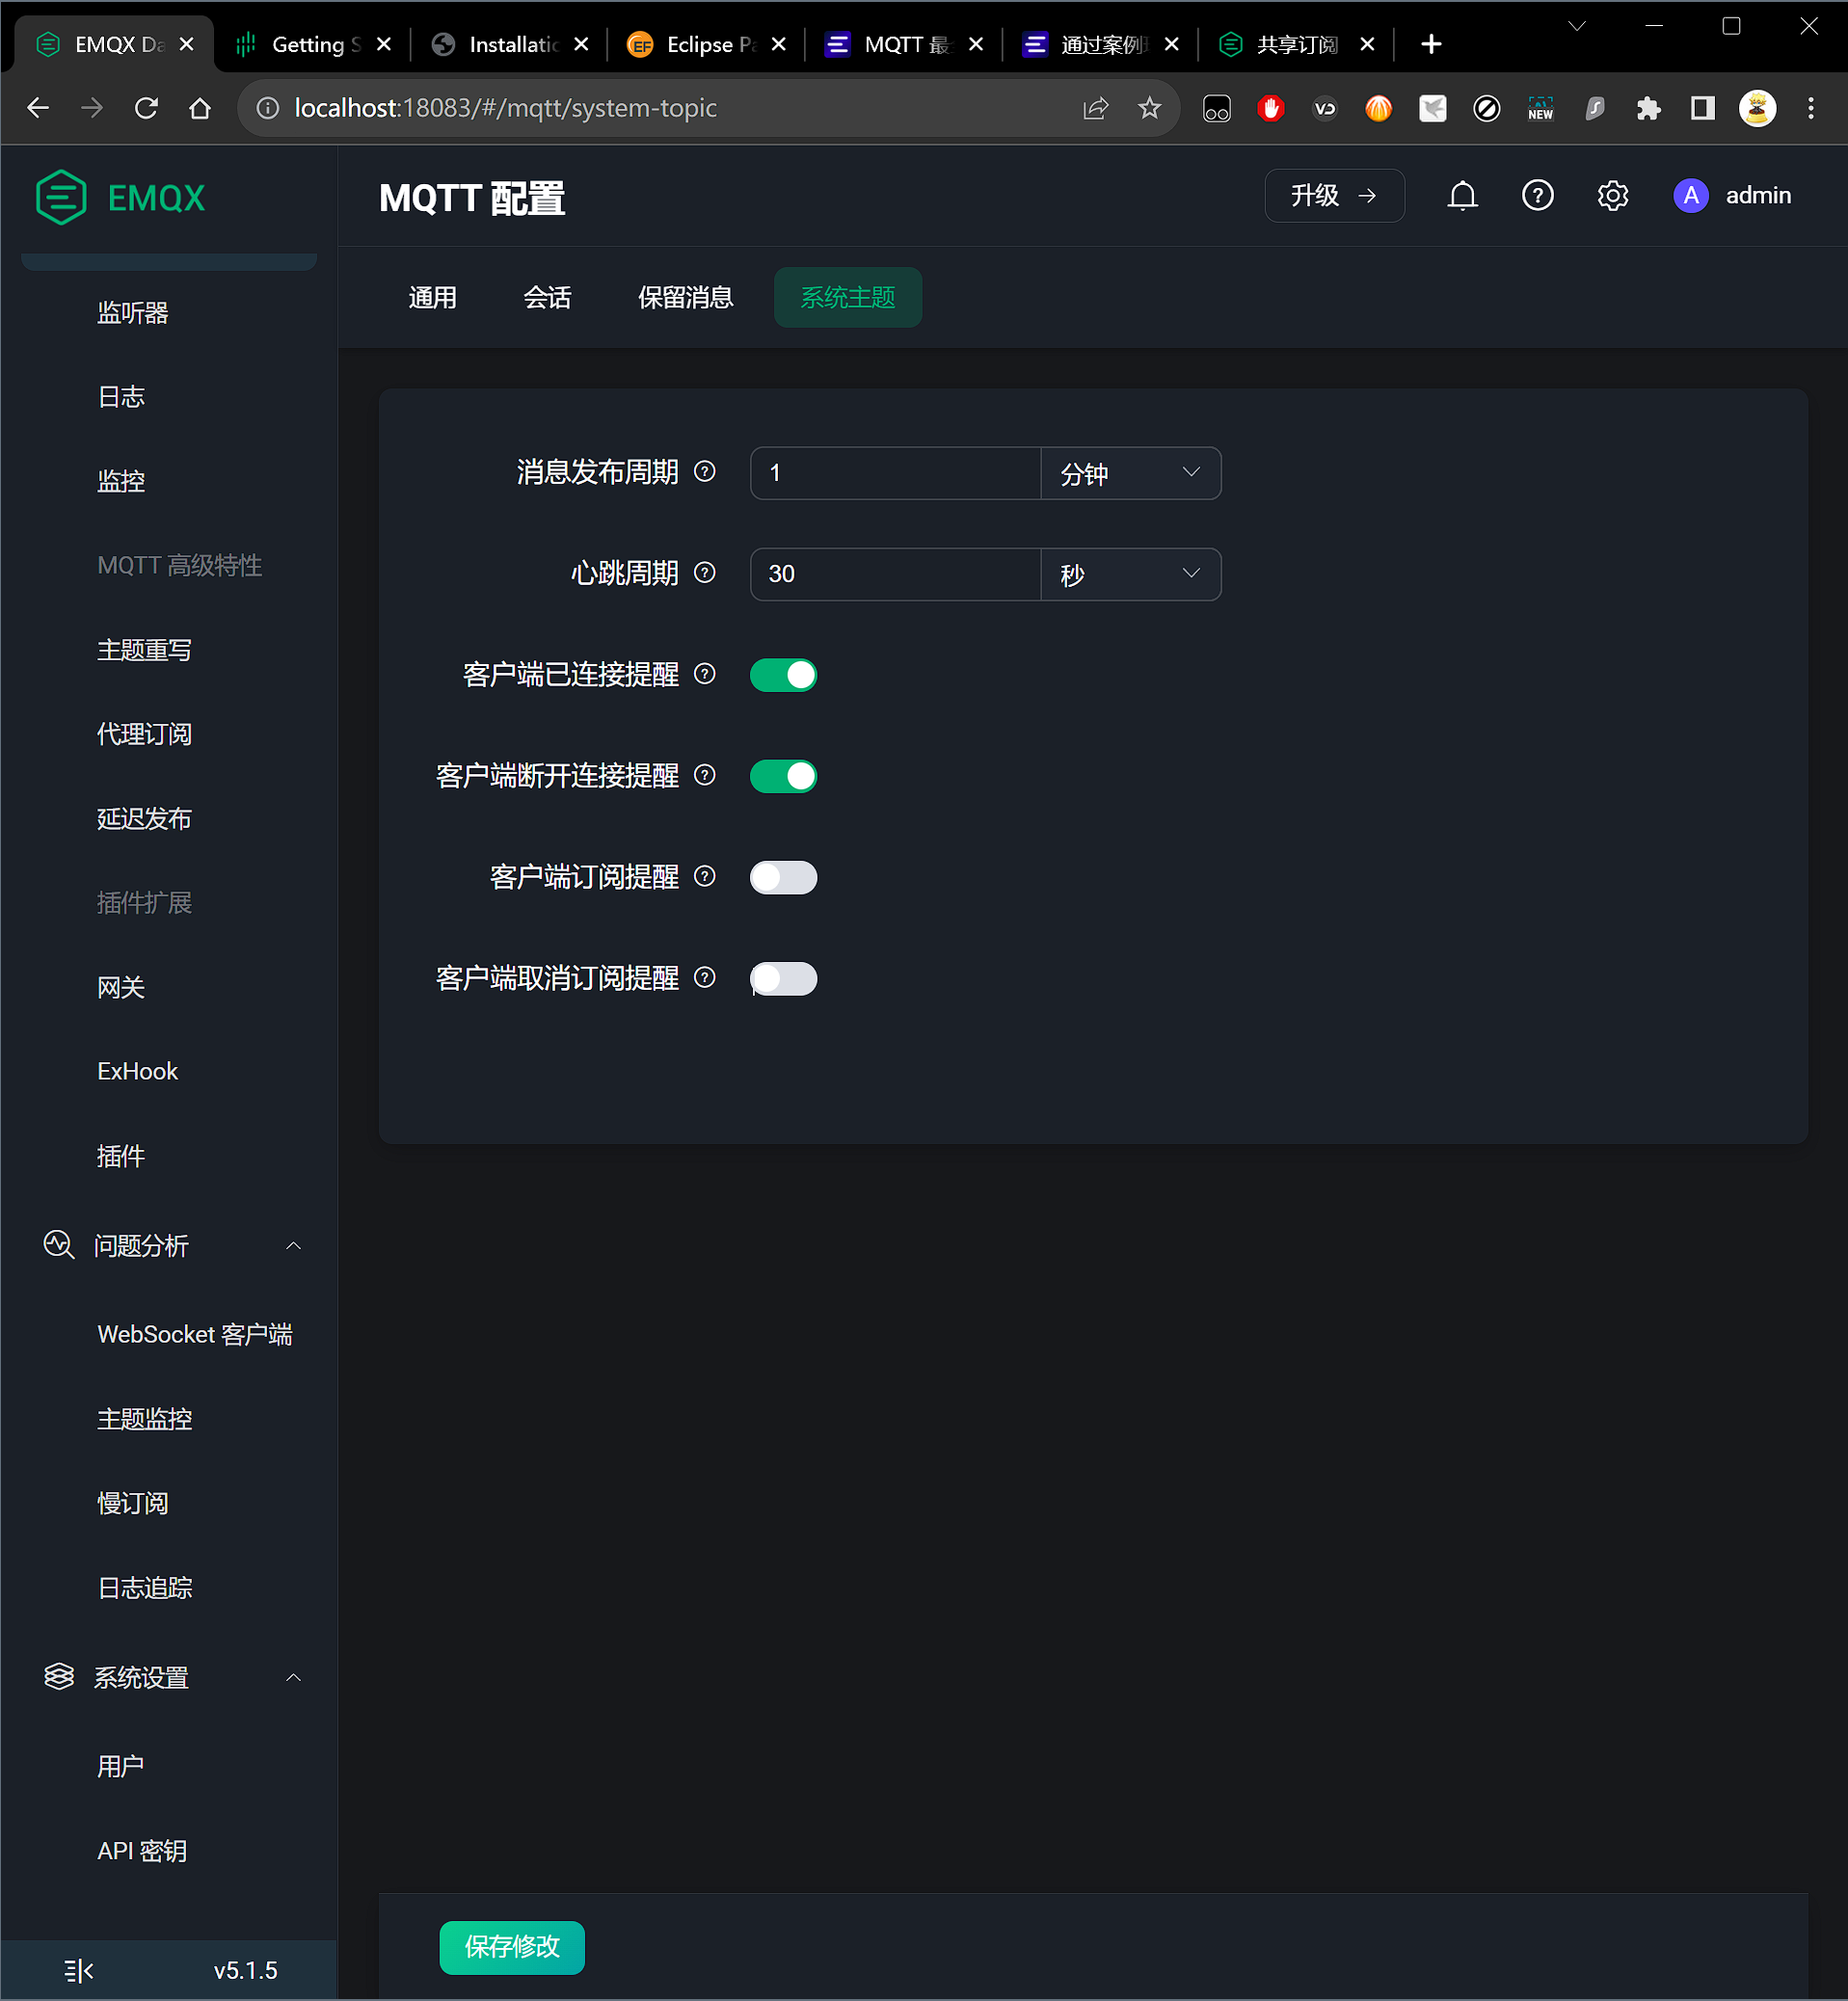 EMQX Da
Getting S
Installatio
Eclipse Pa
MQTT 最
通过案例
共享订阅
localhost:18083/#/mqtt/system-topic
NEW
EMQX
MQTT 配置
升级
A
admin
通用
会话
保留消息
系统主题
监听器
日志
监控
MQTT 高级特性
主题重写
代理订阅
延迟发布
插件扩展
网关
ExHook
插件
问题分析
WebSocket 客户端
主题监控
慢订阅
日志追踪
系统设置
用户
API 密钥
v5.1.5
消息发布周期
1
分钟
心跳周期
30
秒
客户端已连接提醒
客户端断开连接提醒
客户端订阅提醒
客户端取消订阅提醒
保存修改